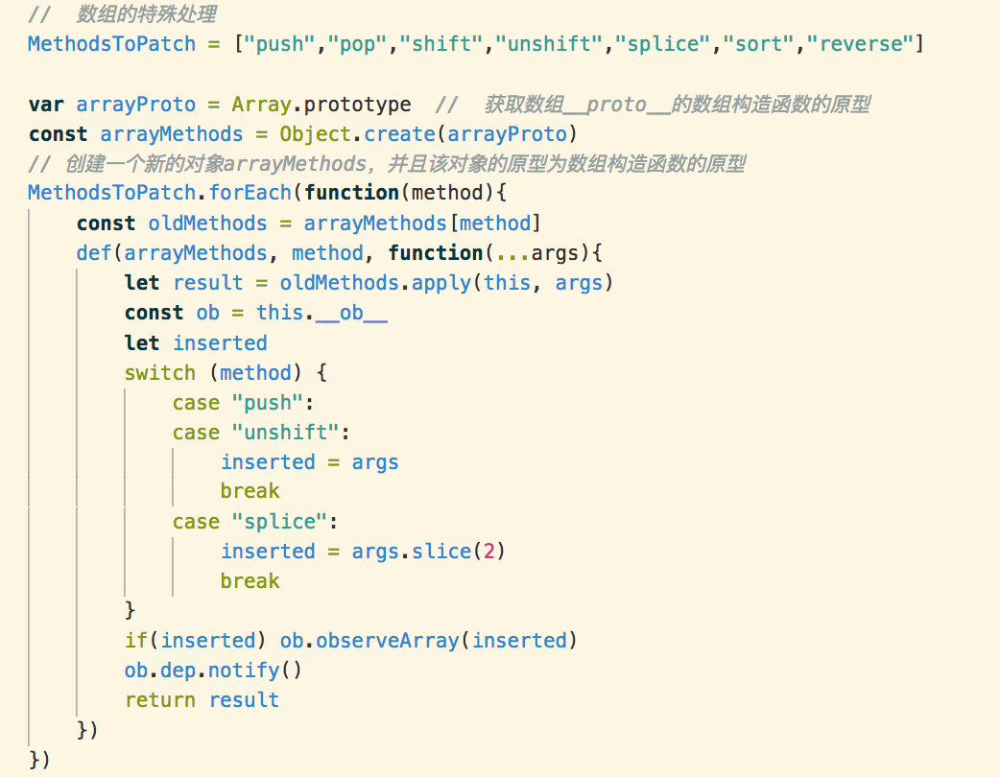 //  数组的特殊处理
MethodsToPatch = ["push","pop","shift","unshift","splice","sort","reverse"]
var arrayProto = Array.prototype  //  获取数组__proto__的数组构造函数的原型
const arrayMethods = Object.create(arrayProto)
// 创建一个新的对象arrayMethods，并且该对象的原型为数组构造函数的原型
MethodsToPatch.forEach(function(method){
    const oldMethods = arrayMethods[method]
    def(arrayMethods, method, function(...args){
        let result = oldMethods.apply(this, args)
        const ob = this.__ob__
        let inserted
        switch (method) {
            case "push":
            case "unshift":
                inserted = args
                break
            case "splice":
                inserted = args.slice(2)
                break
        }
        if(inserted) ob.observeArray(inserted)
        ob.dep.notify()
        return result
    })
})